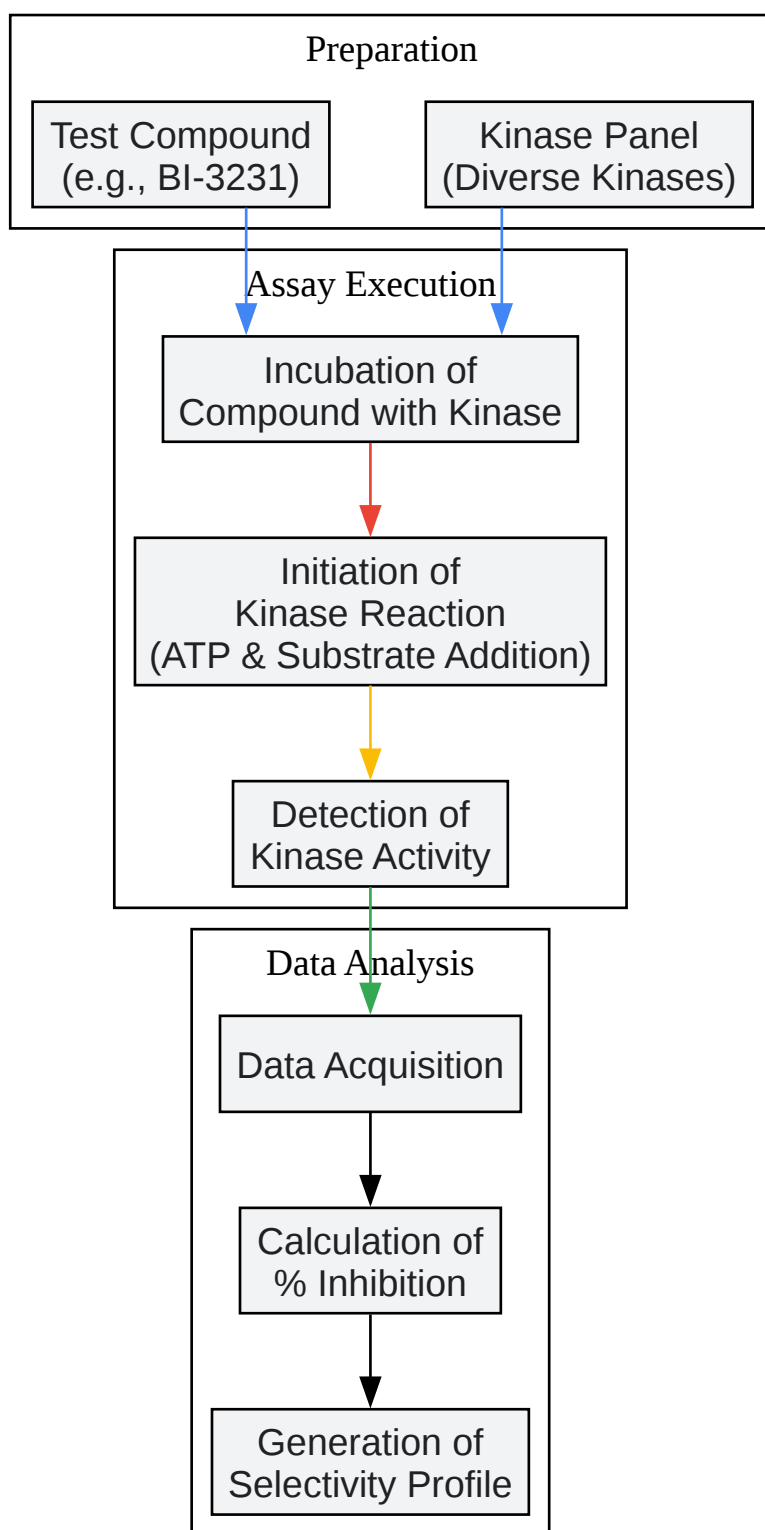 Preparation
Test Compound
(e.g., BI-3231)
Kinase Panel
(Diverse Kinases)
Assay Execution
Incubation of
Compound with Kinase
Initiation of
Kinase Reaction
(ATP & Substrate Addition)
Detection of
Kinase Activity
Data Analysis
Data Acquisition
Calculation of
% Inhibition
Generation of
Selectivity Profile